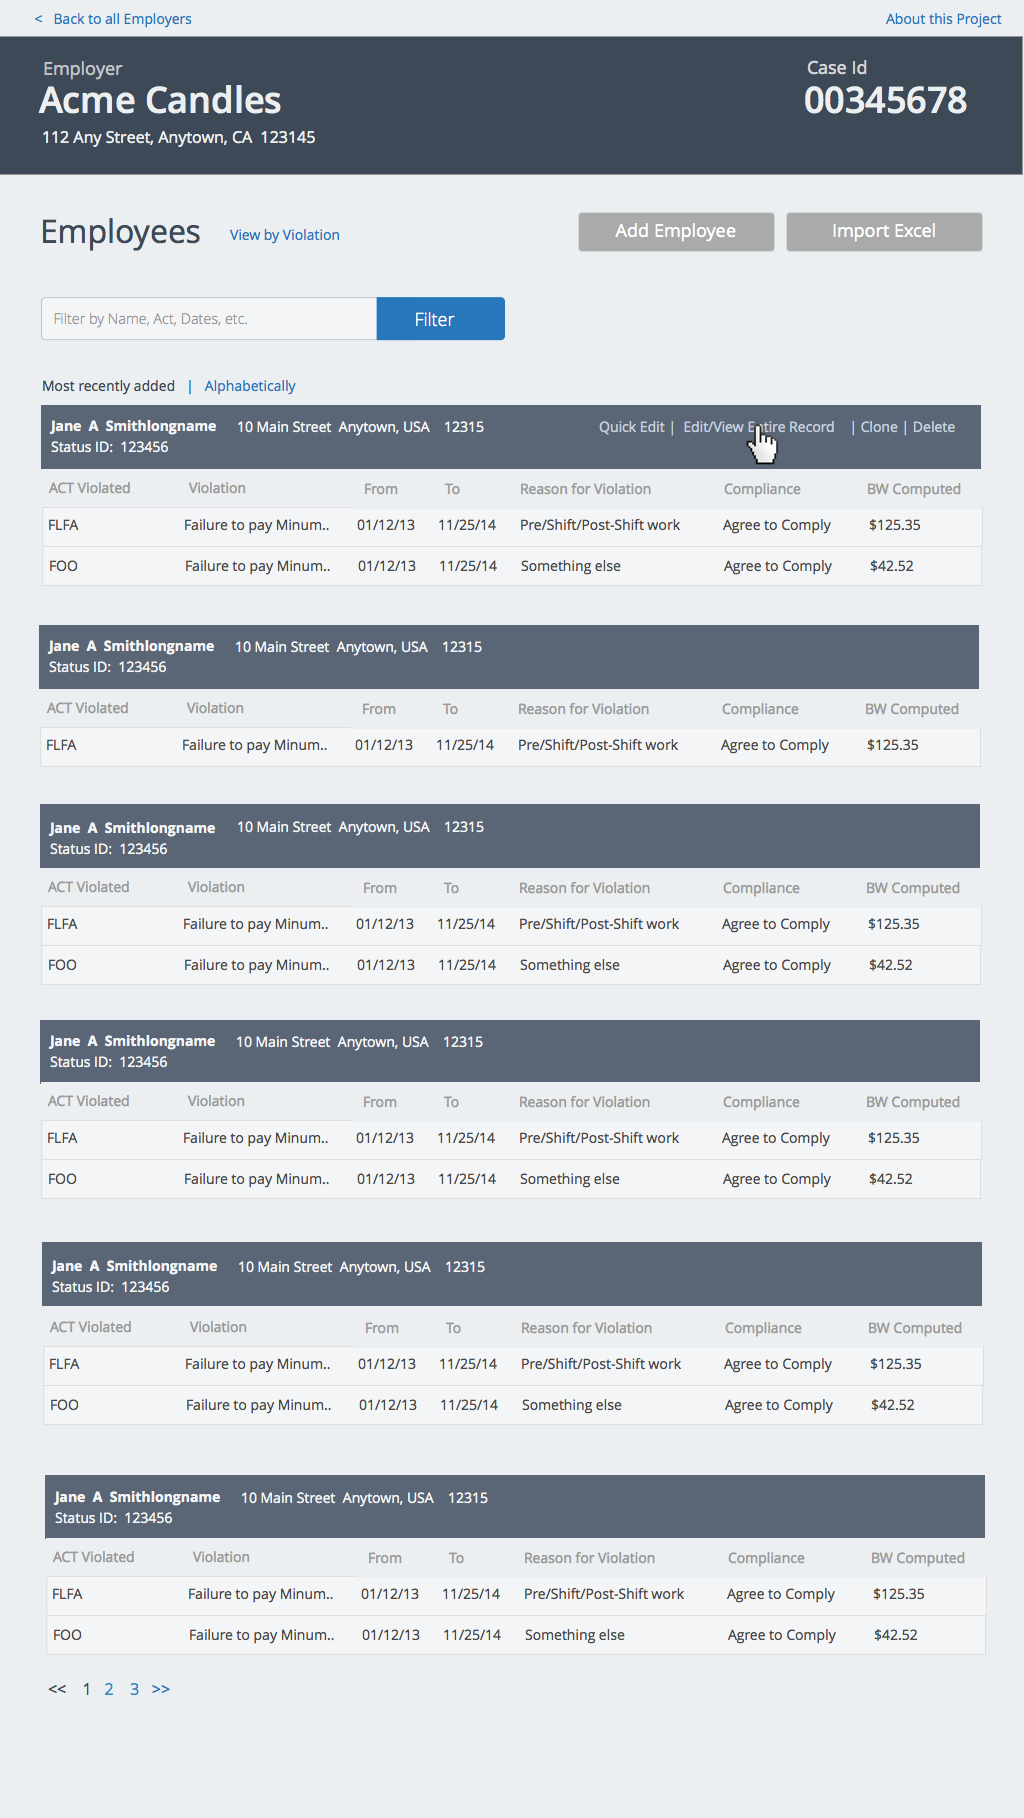 < Back to all Employers About this Project
Employer Case Id
Acme Candles 00345678
112 Any Street, Anytown, CA 123145
Employees View by Violation Add Employee Import Excel
Filter by Name, Act, Dates, etc. Filter
Most recently added | Alphabetically
Jane A Smithlongname 10 Main Street Anytown, USA 12315 Quick Edit | Edit/View Entire Record | Clone | Delete
Status ID: 123456
ACT Violated Violation From To Reason for Violation Compliance BW Computed
FLFA Failure to pay Minum.. 01/12/13 11/25/14 Pre/Shift/Post-Shift work Agree to Comply $125.35
FOO Failure to pay Minum.. 01/12/13 11/25/14 Something else Agree to Comply $42.52
Jane A Smithlongname 10 Main Street Anytown, USA 12315
Status ID: 123456
ACT Violated Violation From To Reason for Violation Compliance BW Computed
FLFA Failure to pay Minum.. 01/12/13 11/25/14 Pre/Shift/Post-Shift work Agree to Comply $125.35
Jane A Smithlongname 10 Main Street Anytown, USA 12315
Status ID: 123456
ACT Violated Violation From To Reason for Violation Compliance BW Computed
FLFA Failure to pay Minum.. 01/12/13 11/25/14 Pre/Shift/Post-Shift work Agree to Comply $125.35
FOO Failure to pay Minum.. 01/12/13 11/25/14 Something else Agree to Comply $42.52
Jane A Smithlongname 10 Main Street Anytown, USA 12315
Status ID: 123456
ACT Violated Violation From To Reason for Violation Compliance BW Computed
FLFA Failure to pay Minum.. 01/12/13 11/25/14 Pre/Shift/Post-Shift work Agree to Comply $125.35
FOO Failure to pay Minum.. 01/12/13 11/25/14 Something else Agree to Comply $42.52
Jane A Smithlongname 10 Main Street Anytown, USA 12315
Status ID: 123456
ACT Violated Violation From To Reason for Violation Compliance BW Computed
FLFA Failure to pay Minum.. 01/12/13 11/25/14 Pre/Shift/Post-Shift work Agree to Comply $125.35
FOO Failure to pay Minum.. 01/12/13 11/25/14 Something else Agree to Comply $42.52
Jane A Smithlongname 10 Main Street Anytown, USA 12315
Status ID: 123456
ACT Violated Violation From To Reason for Violation Compliance BW Computed
FLFA Failure to pay Minum.. 01/12/13 11/25/14 Pre/Shift/Post-Shift work Agree to Comply $125.35
FOO Failure to pay Minum.. 01/12/13 11/25/14 Something else Agree to Comply $42.52
<< 1 2 3 >>